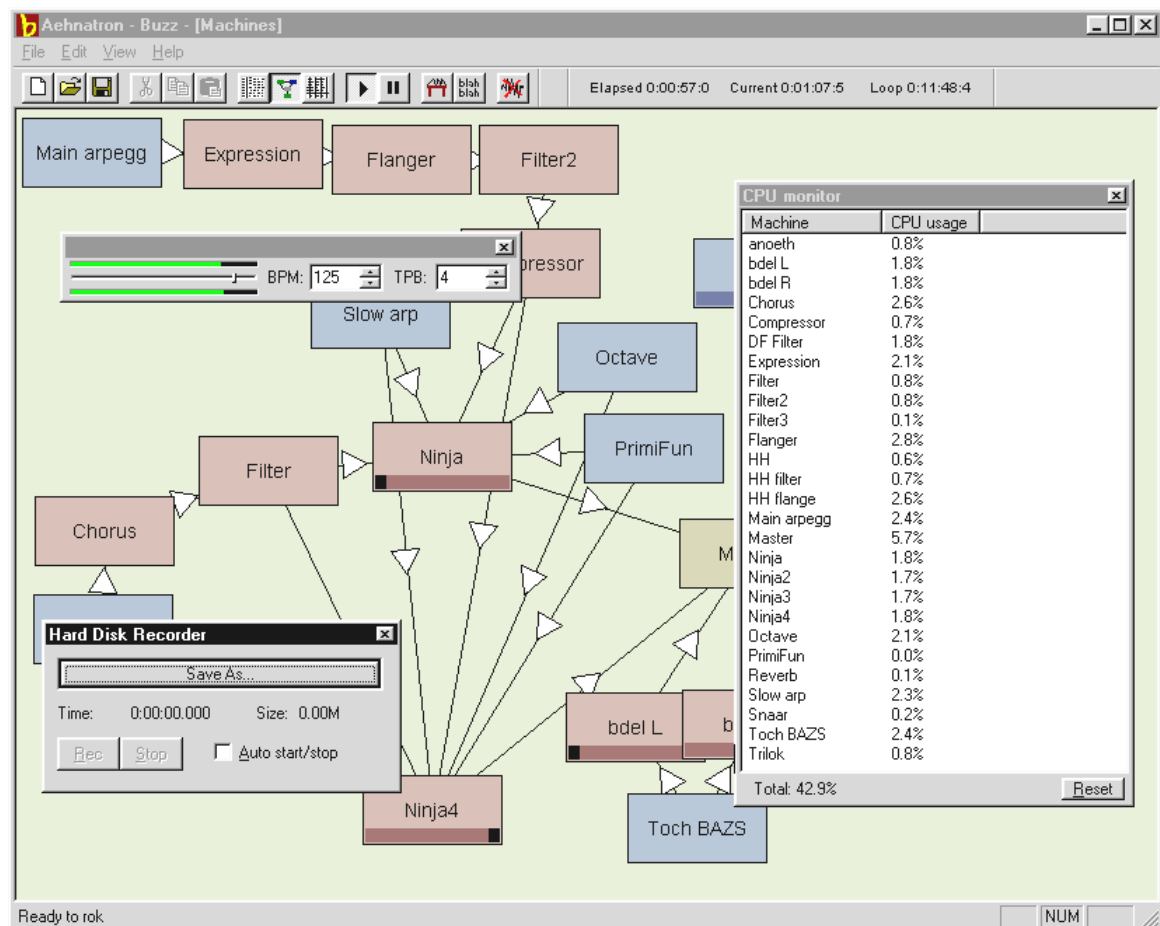 Aehnatron - Buzz - [Machines]
File Edit View Help
blah
blah
Elapsed 0:00:57:0 Current 0:01:07:5 Loop 0:11:48:4
Main arpegg
Expression
Flanger
Filter2
pressor
BPM: 125 TPB: 4
Slow arp
Octave
PrimiFun
Ninja
Filter
Chorus
M
Hard Disk Recorder
Save As...
Time: 0:00:00.000 Size: 0.00M
Rec Stop Auto start/stop
bdel L
b
Ninja4
Toch BAZS
CPU monitor
Machine CPU usage
anoeth 0.8%
bdel L 1.8%
bdel R 1.8%
Chorus 2.6%
Compressor 0.7%
DF Filter 1.8%
Expression 2.1%
Filter 0.8%
Filter2 0.8%
Filter3 0.1%
Flanger 2.8%
HH 0.6%
HH filter 0.7%
HH flange 2.6%
Main arpegg 2.4%
Master 5.7%
Ninja 1.8%
Ninja2 1.7%
Ninja3 1.7%
Ninja4 1.8%
Octave 2.1%
PrimiFun 0.0%
Reverb 0.1%
Slow arp 2.3%
Snaar 0.2%
Toch BAZS 2.4%
Trilok 0.8%
Total: 42.9% Reset
Ready to rok
NUM